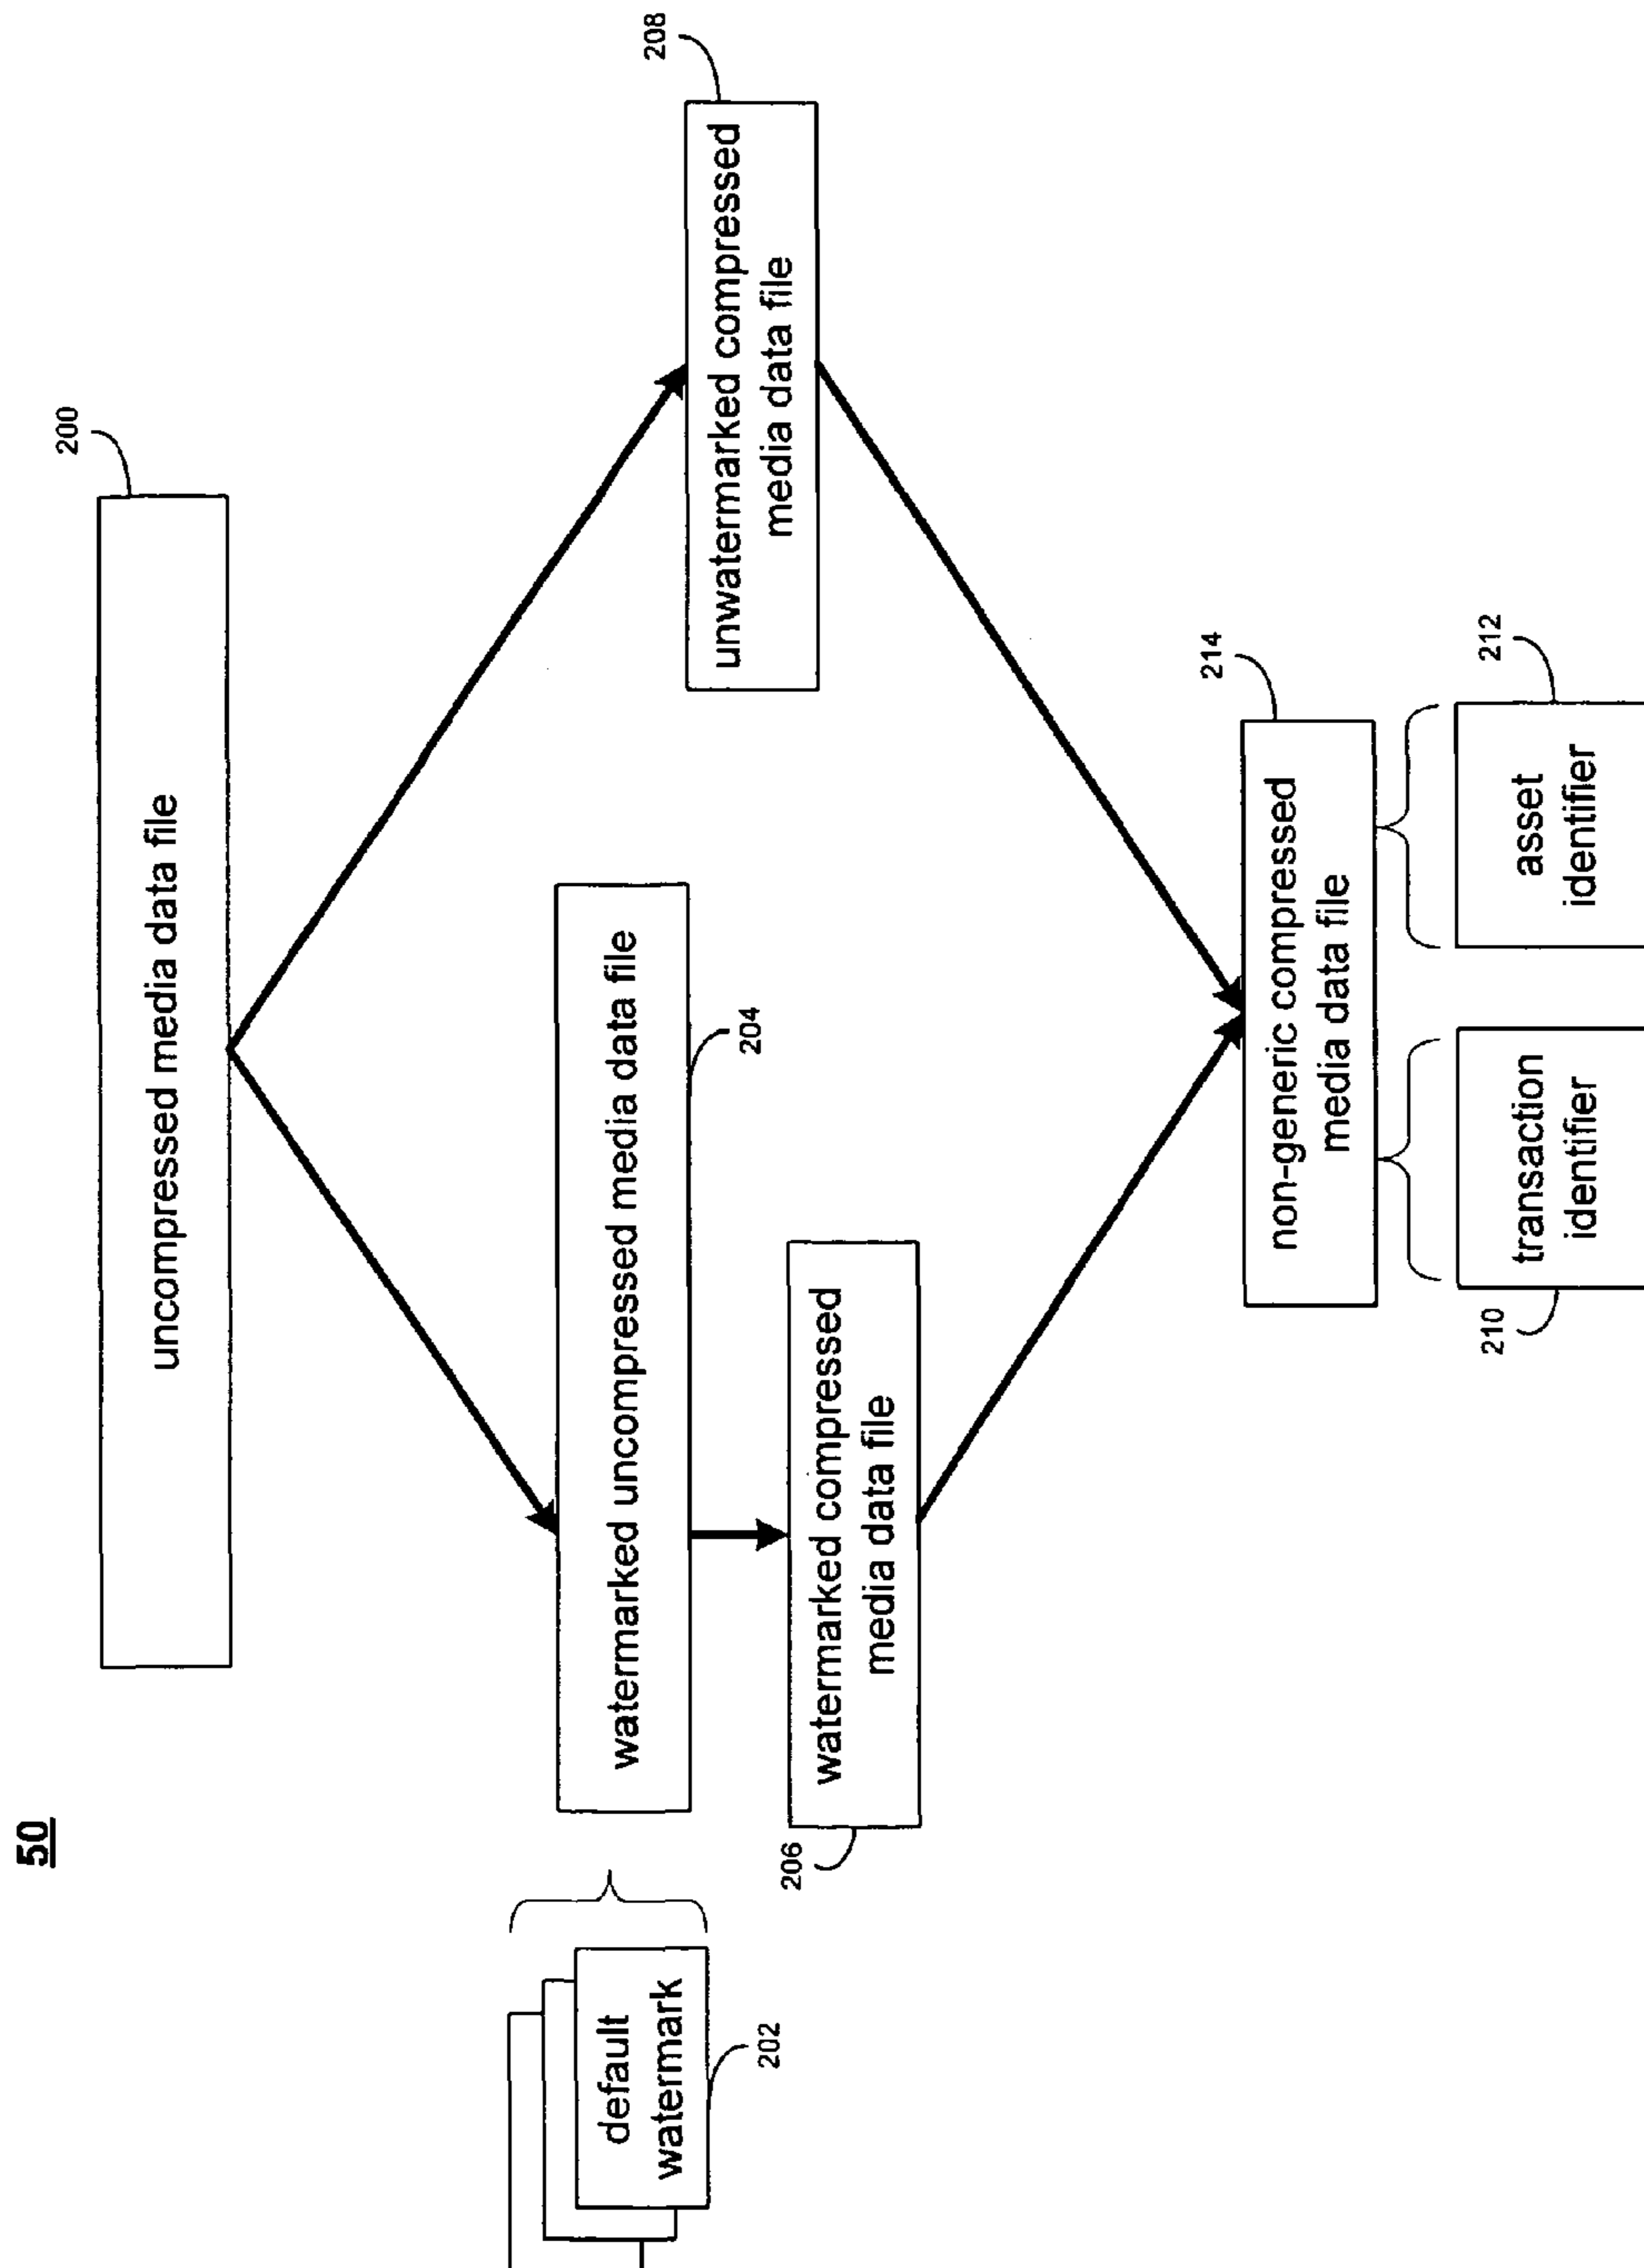 50
200
uncompressed media data file
208
unwatermarked compressed
media data file
default
watermark
202
watermarked uncompressed media data file
204
206
watermarked compressed
media data file
214
non-generic compressed
media data file
210
transaction
identifier
212
asset
identifier